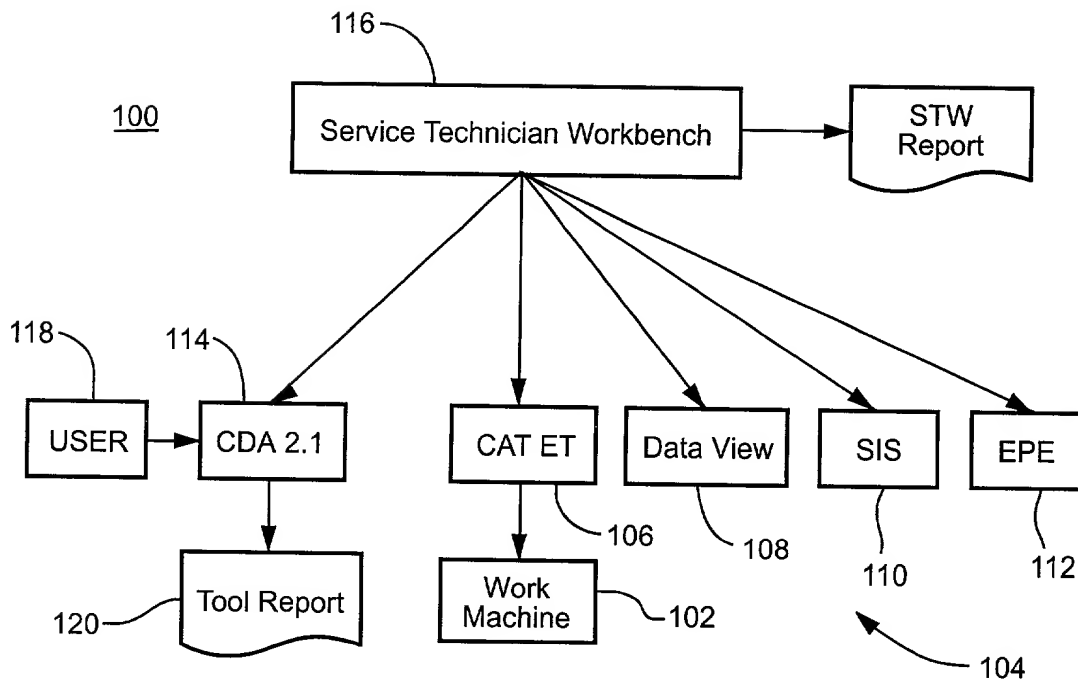 116
100
Service Technician Workbench
STW
Report
118
114
USER
CDA 2.1
CAT ET
Data View
SIS
EPE
106
108
110
112
120
Tool Report
Work
Machine
102
104